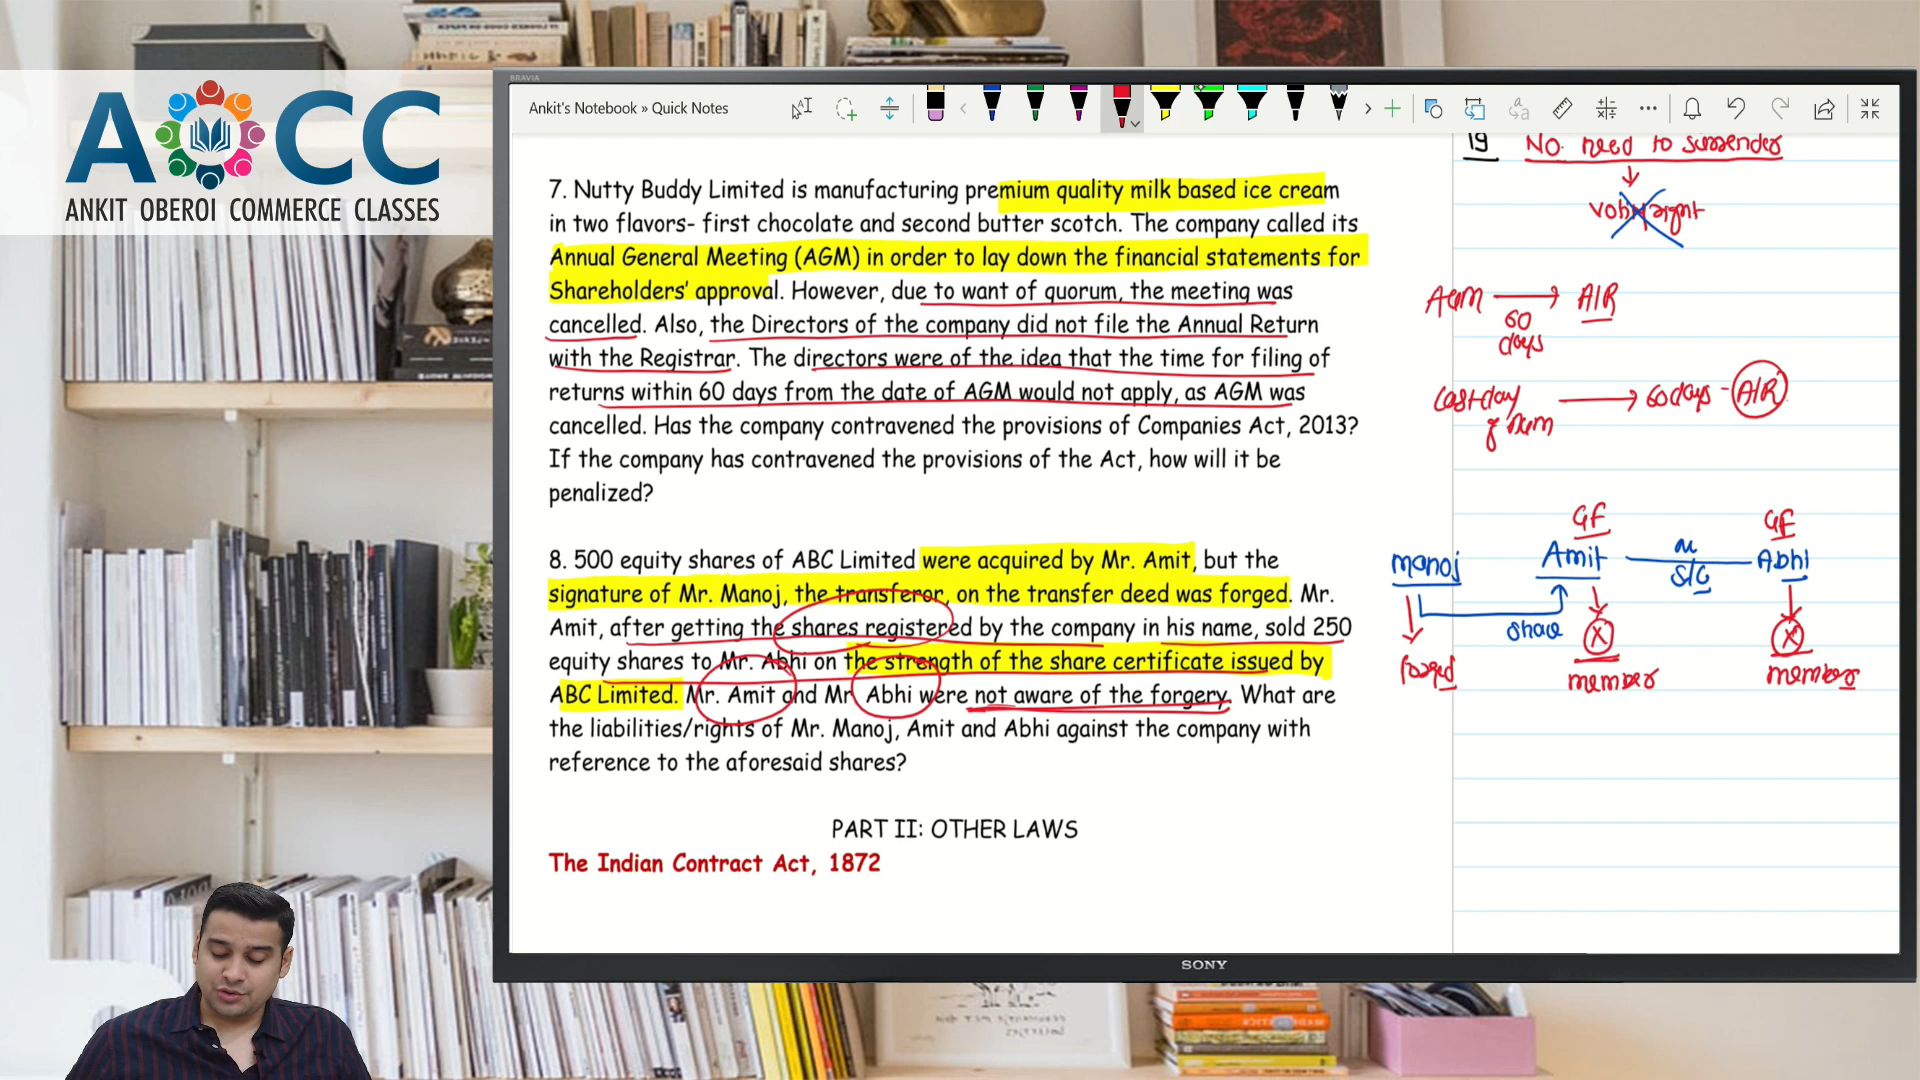 AOCC
ANKIT OBEROI COMMERCE CLASSES
BRAVIA
Ankit's Notebook » Quick Notes
7. Nutty Buddy Limited is manufacturing premium quality milk based ice cream
in two flavors- first chocolate and second butter scotch. The company called its
Annual General Meeting (AGM) in order to lay down the financial statements for
Shareholders' approval. However, due to want of quorum, the meeting was
cancelled. Also, the Directors of the company did not file the Annual Return
with the Registrar. The directors were of the idea that the time for filing of
returns within 60 days from the date of AGM would not apply, as AGM was
cancelled. Has the company contravened the provisions of Companies Act, 2013?
If the company has contravened the provisions of the Act, how will it be
penalized?
8. 500 equity shares of ABC Limited were acquired by Mr. Amit, but the
signature of Mr. Manoj, the transferor, on the transfer deed was forged. Mr.
Amit, after getting the shares registered by the company in his name, sold 250
equity shares to Mr. Abhi on the strength of the share certificate issued by
ABC Limited. Mr. Amit and Mr Abhi were not aware of the forgery. What are
the liabilities/rights of Mr. Manoj, Amit and Abhi against the company with
reference to the aforesaid shares?
PART II: OTHER LAWS
The Indian Contract Act, 1872
19 No need to surrender
right
AGM → A/R
60
days
Last day → 60 days - A/R
of AGM
GF GF
manoj Amit Abhi
S/C
share
X X
forged member member
SONY